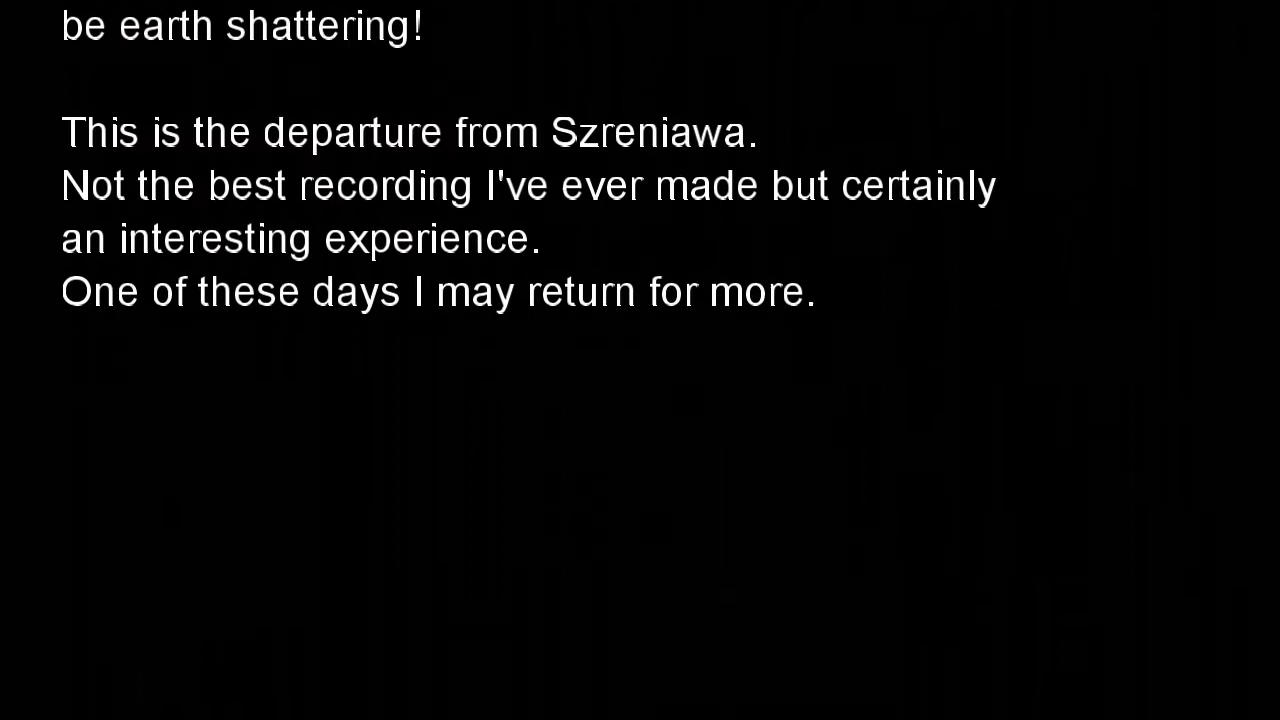 be earth shattering!
This is the departure from Szreniawa.
Not the best recording I've ever made but certainly
an interesting experience.
One of these days I may return for more.